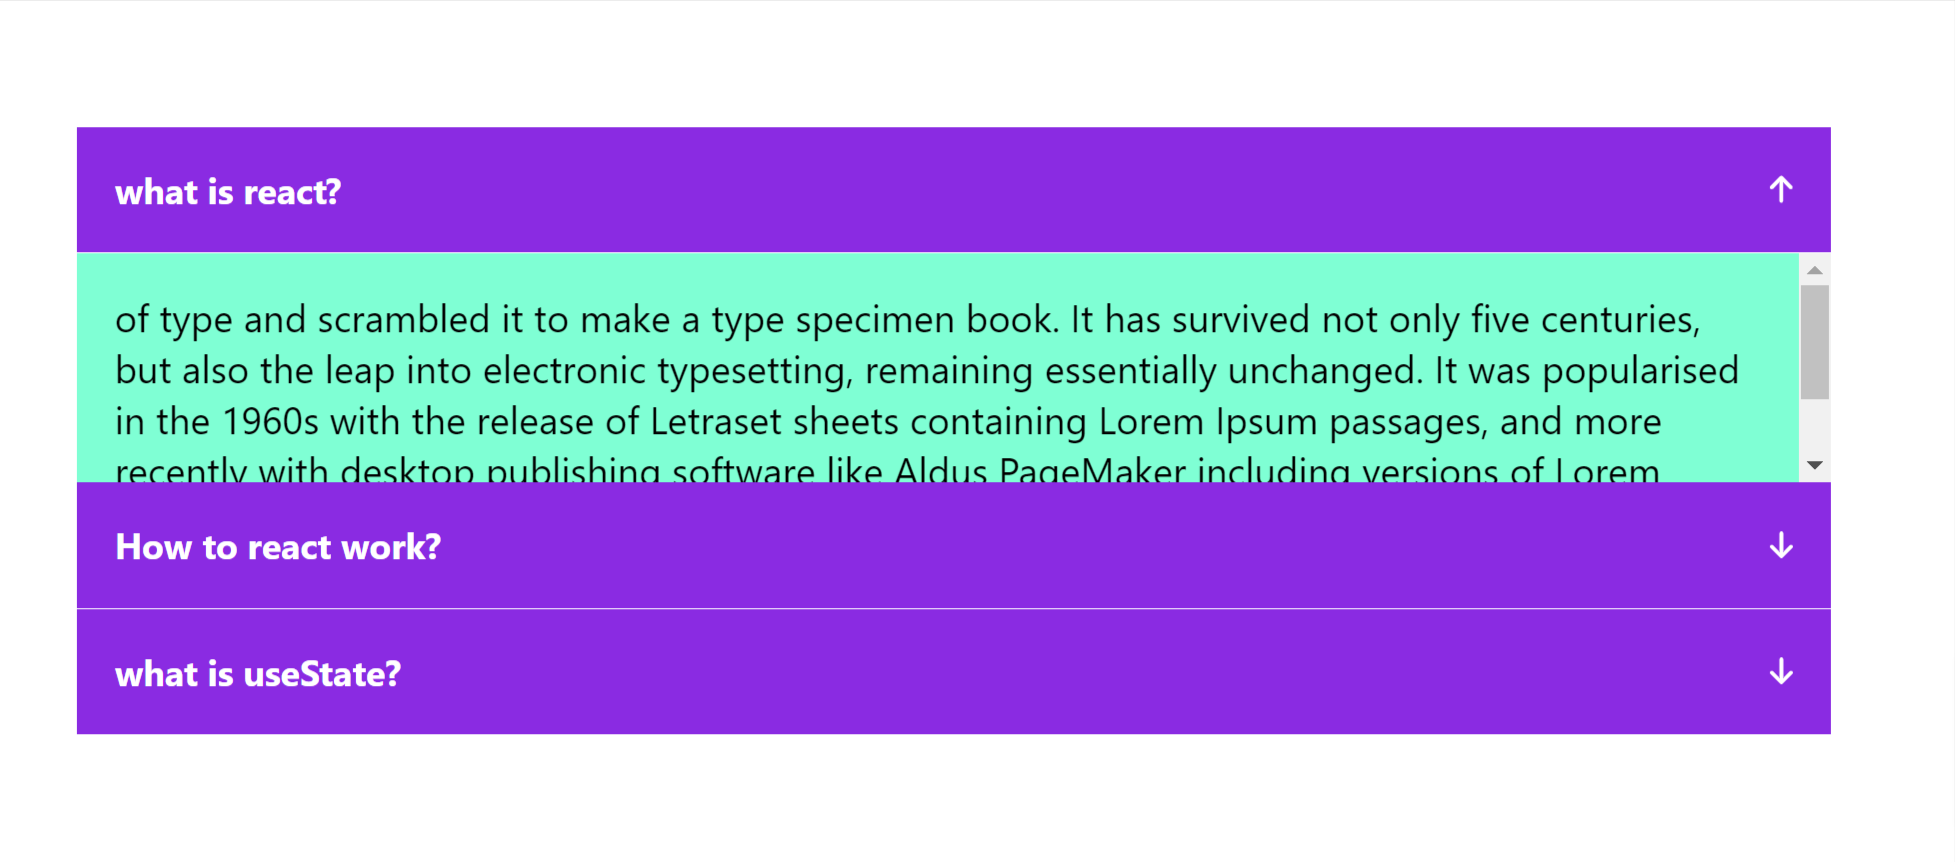 what is react?
of type and scrambled it to make a type specimen book. It has survived not only five centuries,
but also the leap into electronic typesetting, remaining essentially unchanged. It was popularised
in the 1960s with the release of Letraset sheets containing Lorem Ipsum passages, and more
recently with desktop publishing software like Aldus PageMaker including versions of Lorem
How to react work?
what is useState?